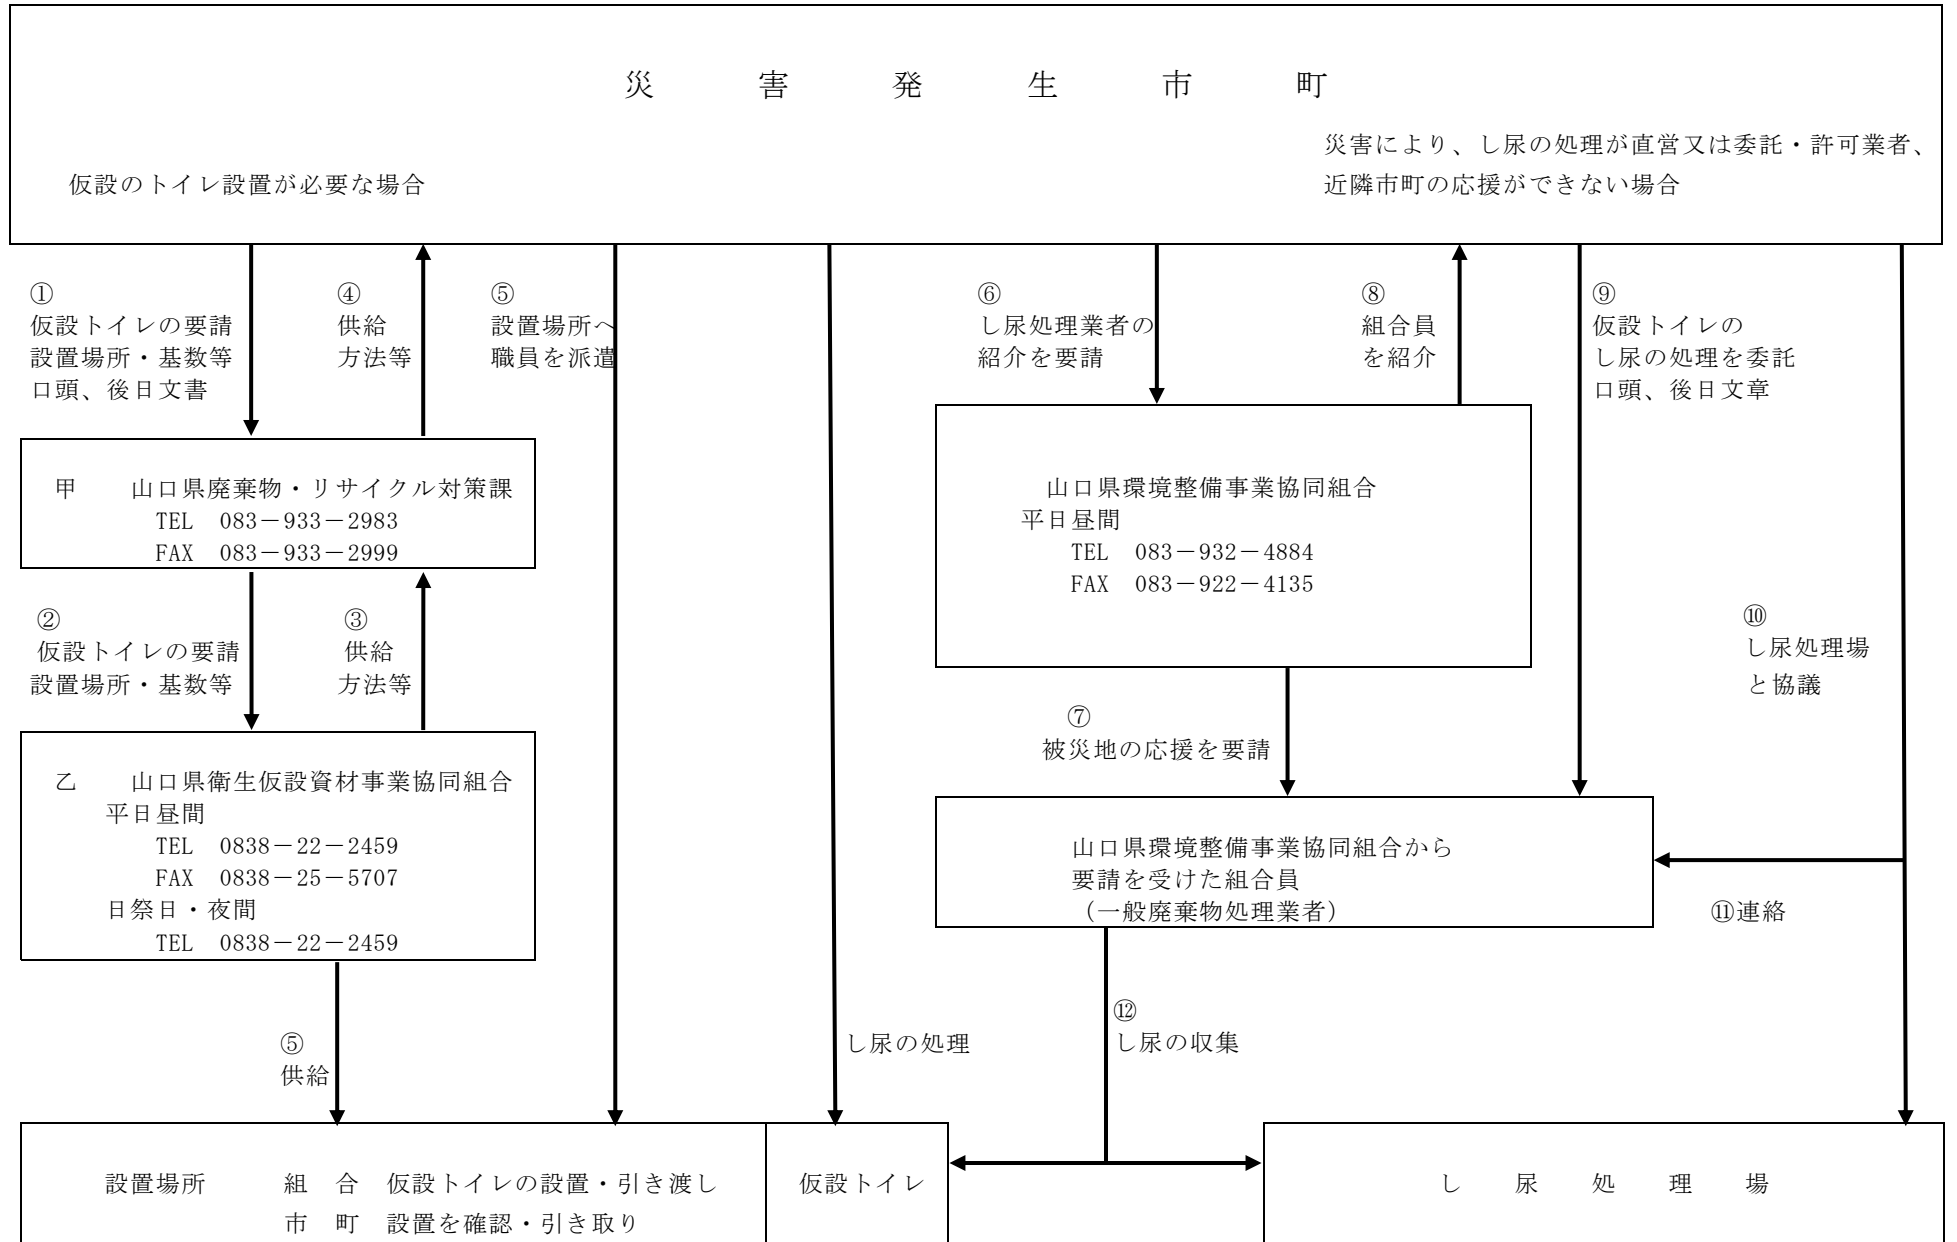 災害発生市町
仮設のトイレ設置が必要な場合
災害により、し尿の処理が直営又は委託・許可業者、
近隣市町の応援ができない場合
①
仮設トイレの要請
設置場所・基数等
口頭、後日文書
④
供給
方法等
⑤
設置場所へ
職員を派遣
⑥
し尿処理業者の
紹介を要請
⑧
組合員
を紹介
⑨
仮設トイレの
し尿の処理を委託
口頭、後日文章
甲 山口県廃棄物・リサイクル対策課
TEL 083-933-2983
FAX 083-933-2999
山口県環境整備事業協同組合
平日昼間
TEL 083-932-4884
FAX 083-922-4135
②
仮設トイレの要請
設置場所・基数等
③
供給
方法等
⑩
し尿処理場
と協議
⑦
被災地の応援を要請
乙 山口県衛生仮設資材事業協同組合
平日昼間
TEL 0838-22-2459
FAX 0838-25-5707
日祭日・夜間
TEL 0838-22-2459
山口県環境整備事業協同組合から
要請を受けた組合員
(一般廃棄物処理業者)
⑪連絡
⑤
供給
し尿の処理
⑫
し尿の収集
設置場所 組合 仮設トイレの設置・引き渡し
市町 設置を確認・引き取り
仮設トイレ
し尿処理場